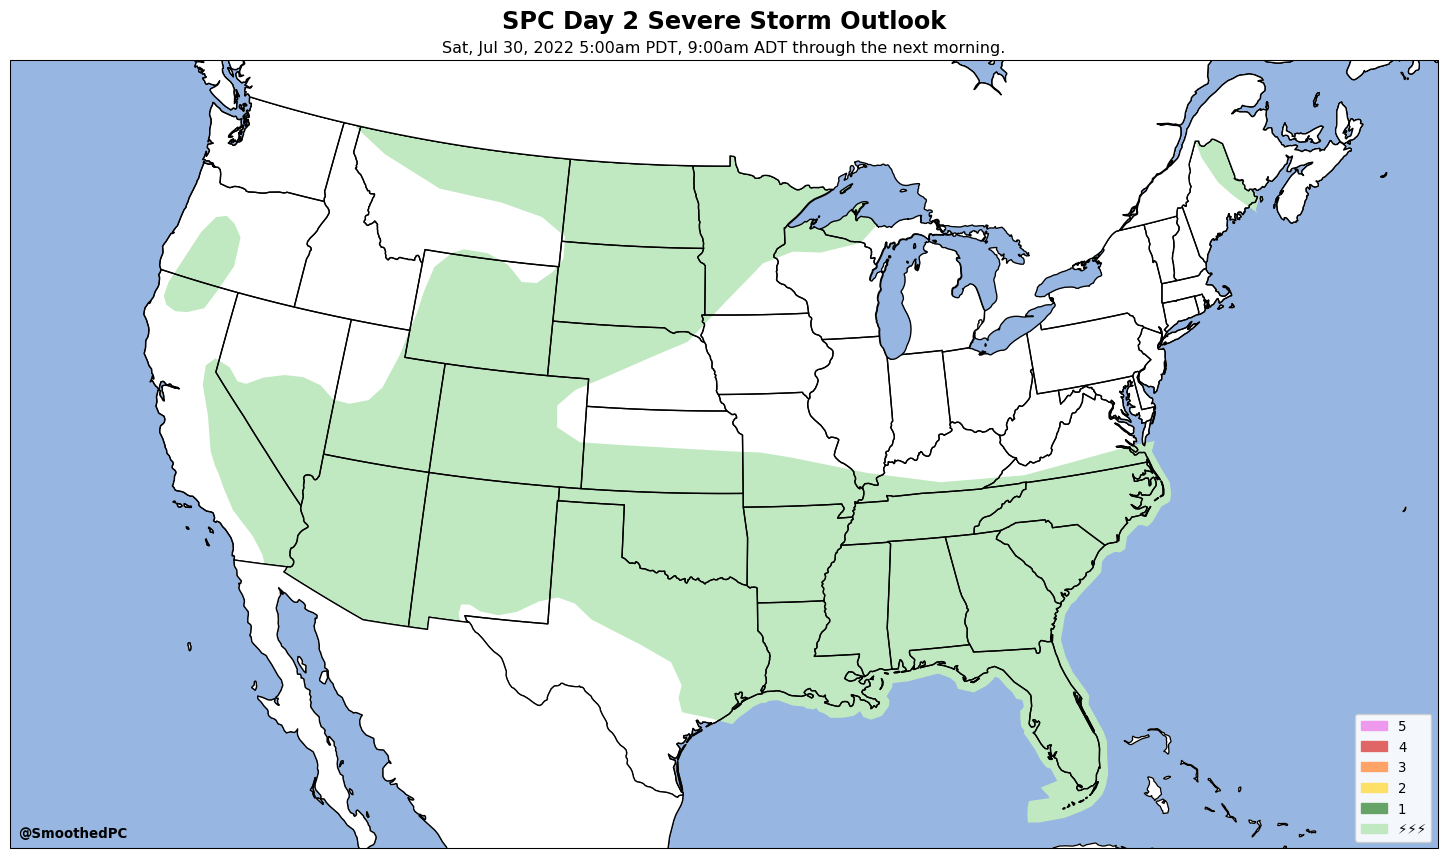 SPC Day 2 Severe Storm Outlook
Sat, Jul 30, 2022 5:00am PDT, 9:00am ADT through the next morning.
5
4
3
2
1
⚡⚡⚡
@SmoothedPC